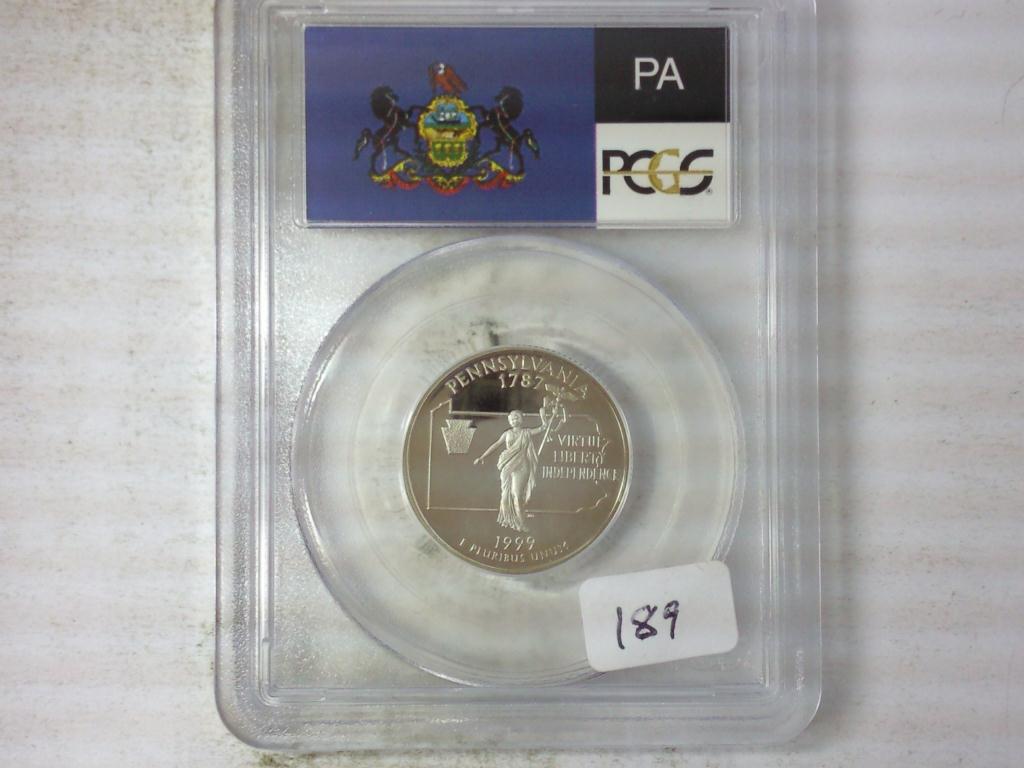 PA
PCGS
PENNSYLVANIA
1787
VIRTUE
LIBERTY
INDEPENDENCE
1999
E PLURIBUS UNUM
189